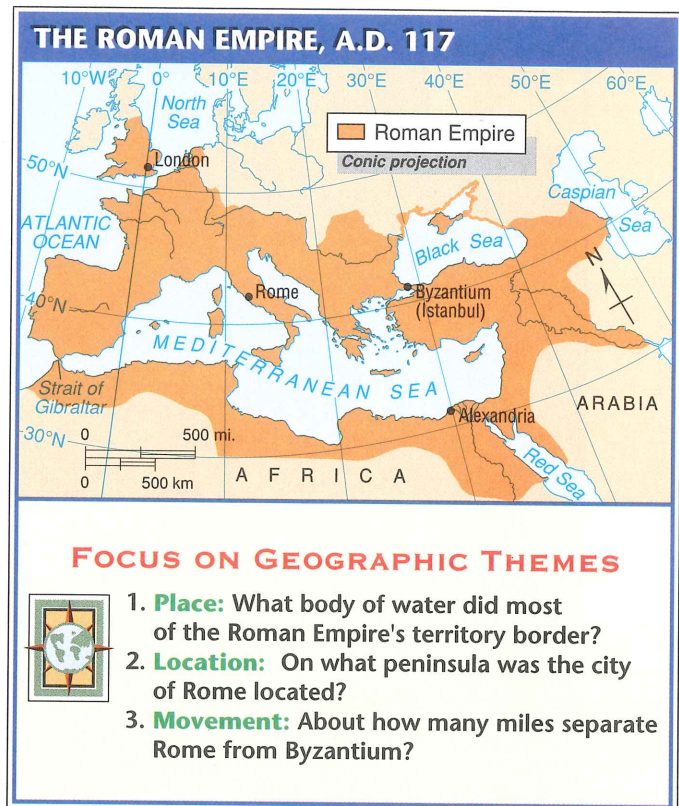 THE ROMAN EMPIRE, A.D. 117
10°W
0°
10°E
20°E
30°E
40°E
50°E
60°E
North
Sea
Roman Empire
Conic projection
London
50°N
Caspian
Sea
ATLANTIC
OCEAN
Black Sea
N
Rome
Byzantium
(Istanbul)
40°N
MEDITERRANEAN SEA
Strait of
Gibraltar
ARABIA
Alexandria
30°N
0 500 mi.
0 500 km
AFRICA
Red Sea
FOCUS ON GEOGRAPHIC THEMES
1. Place: What body of water did most
of the Roman Empire's territory border?
2. Location: On what peninsula was the city
of Rome located?
3. Movement: About how many miles separate
Rome from Byzantium?